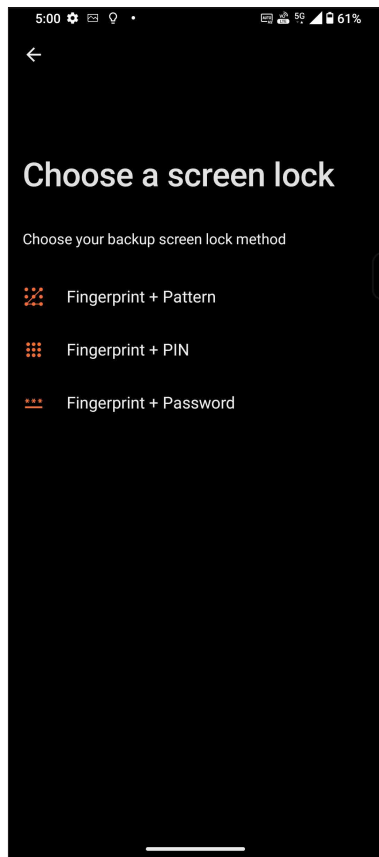 5:00 5G 61%
Choose a screen lock
Choose your backup screen lock method
Fingerprint + Pattern
Fingerprint + PIN
Fingerprint + Password